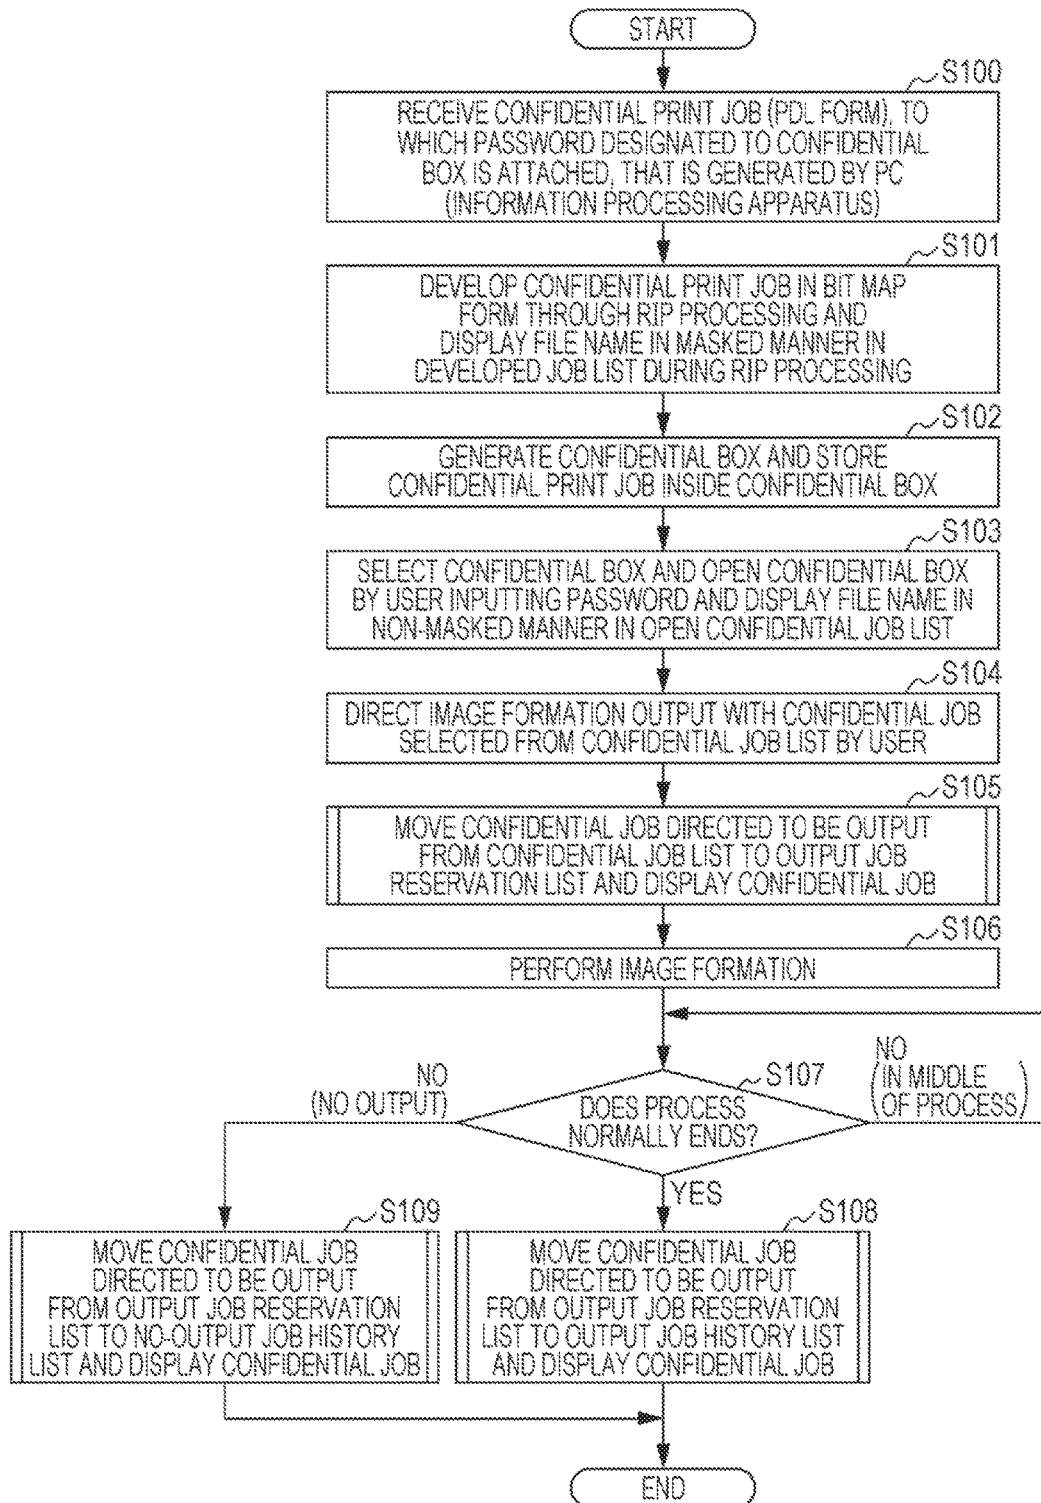 START
S100
RECEIVE CONFIDENTIAL PRINT JOB (PDL FORM), TO
WHICH PASSWORD DESIGNATED TO CONFIDENTIAL
BOX IS ATTACHED, THAT IS GENERATED BY PC
(INFORMATION PROCESSING APPARATUS)
S101
DEVELOP CONFIDENTIAL PRINT JOB IN BIT MAP
FORM THROUGH RIP PROCESSING AND
DISPLAY FILE NAME IN MASKED MANNER IN
DEVELOPED JOB LIST DURING RIP PROCESSING
S102
GENERATE CONFIDENTIAL BOX AND STORE
CONFIDENTIAL PRINT JOB INSIDE CONFIDENTIAL BOX
S103
SELECT CONFIDENTIAL BOX AND OPEN CONFIDENTIAL BOX
BY USER INPUTTING PASSWORD AND DISPLAY FILE NAME IN
NON-MASKED MANNER IN OPEN CONFIDENTIAL JOB LIST
S104
DIRECT IMAGE FORMATION OUTPUT WITH CONFIDENTIAL JOB
SELECTED FROM CONFIDENTIAL JOB LIST BY USER
S105
MOVE CONFIDENTIAL JOB DIRECTED TO BE OUTPUT
FROM CONFIDENTIAL JOB LIST TO OUTPUT JOB
RESERVATION LIST AND DISPLAY CONFIDENTIAL JOB
S106
PERFORM IMAGE FORMATION
S107
DOES PROCESS
NORMALLY ENDS?
NO
(NO OUTPUT)
NO
(IN MIDDLE
OF PROCESS)
YES
S109
MOVE CONFIDENTIAL JOB
DIRECTED TO BE OUTPUT
FROM OUTPUT JOB RESERVATION
LIST TO NO-OUTPUT JOB HISTORY
LIST AND DISPLAY CONFIDENTIAL JOB
S108
MOVE CONFIDENTIAL JOB
DIRECTED TO BE OUTPUT
FROM OUTPUT JOB RESERVATION
LIST TO OUTPUT JOB HISTORY LIST
AND DISPLAY CONFIDENTIAL JOB
END